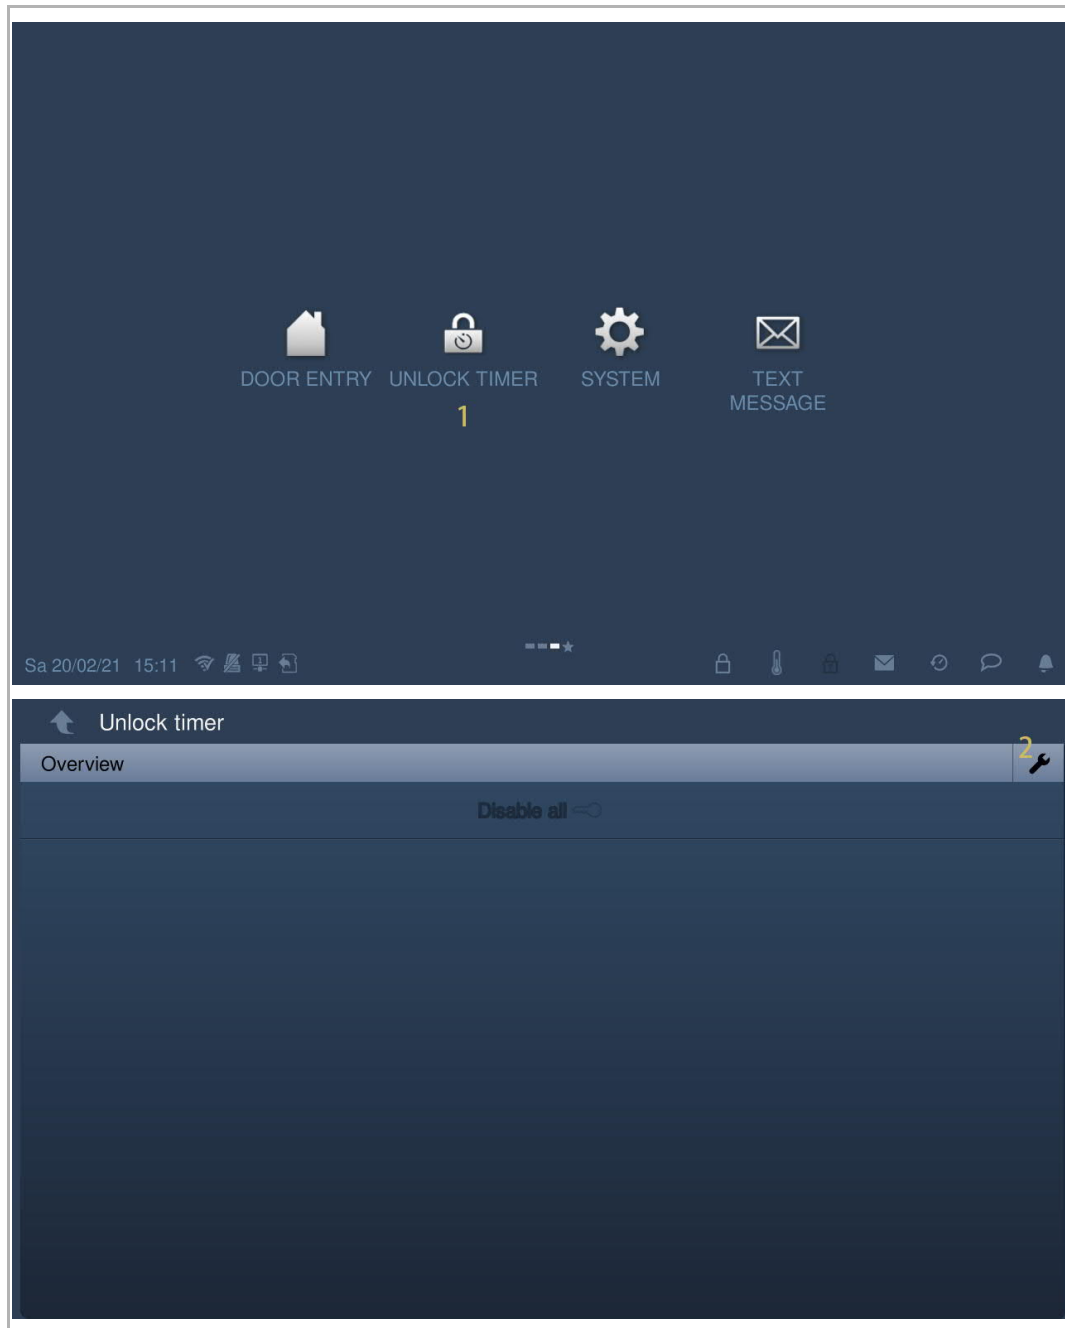 DOOR ENTRY UNLOCK TIMER SYSTEM TEXT
MESSAGE
1
Sa 20/02/21 15:11
Unlock timer
2
Overview
Disable all